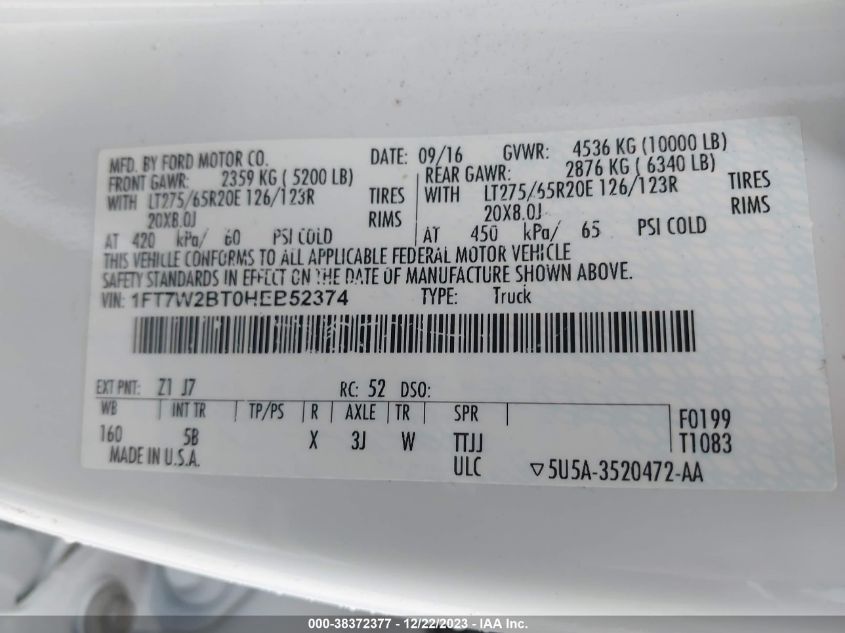 MFD. BY FORD MOTOR CO. DATE: 09/16 GVWR: 4536 KG (10000 LB)
FRONT GAWR: 2359 KG ( 5200 LB) REAR GAWR: 2876 KG ( 6340 LB)
WITH LT275/65R20E 126/123R TIRES WITH LT275/65R20E 126/123R TIRES
20X8.0J RIMS 20X8.0J RIMS
AT 420 kPa/ 60 PSI COLD AT 450 kPa/ 65 PSI COLD
THIS VEHICLE CONFORMS TO ALL APPLICABLE FEDERAL MOTOR VEHICLE
SAFETY STANDARDS IN EFFECT ON THE DATE OF MANUFACTURE SHOWN ABOVE.
VIN: 1FT7W2BT0HEB52374 TYPE: Truck
EXT PNT: Z1 J7 RC: 52 DSO:
WB INT TR TP/PS R AXLE TR SPR F0199
160 5B X 3J W TTJJ T1083
MADE IN U.S.A. ULC ▽5U5A-3520472-AA
000-38372377 - 12/22/2023 - IAA Inc.